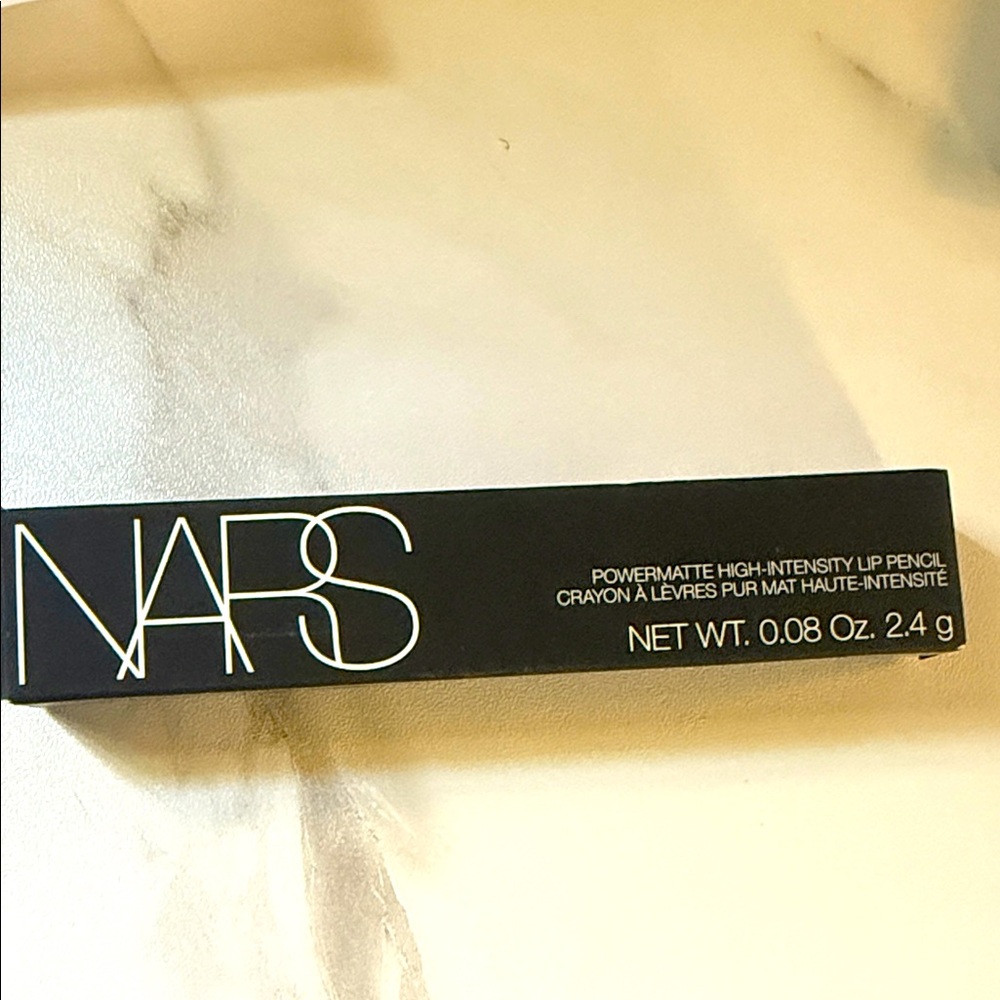 NARS
POWERMATTE HIGH-INTENSITY LIP PENCIL
CRAYON À LÈVRES PUR MAT HAUTE-INTENSITÉ
NET WT. 0.08 Oz. 2.4 g